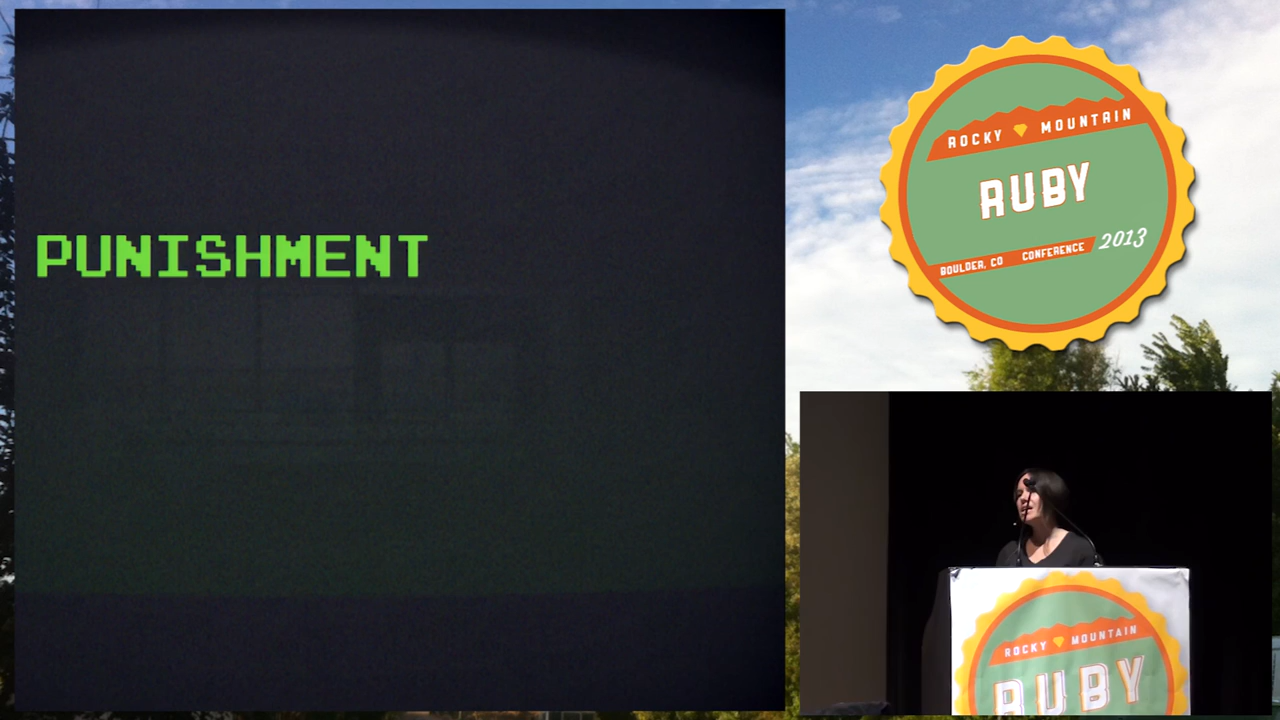 PUNISHMENT
ROCKY MOUNTAIN
RUBY
BOULDER, CO CONFERENCE 2013
ROCKY MOUNTAIN
RUBY